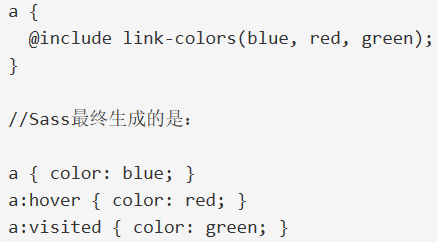 a {
  @include link-colors(blue, red, green);
}

//Sass最终生成的是：

a { color: blue; }
a:hover { color: red; }
a:visited { color: green; }